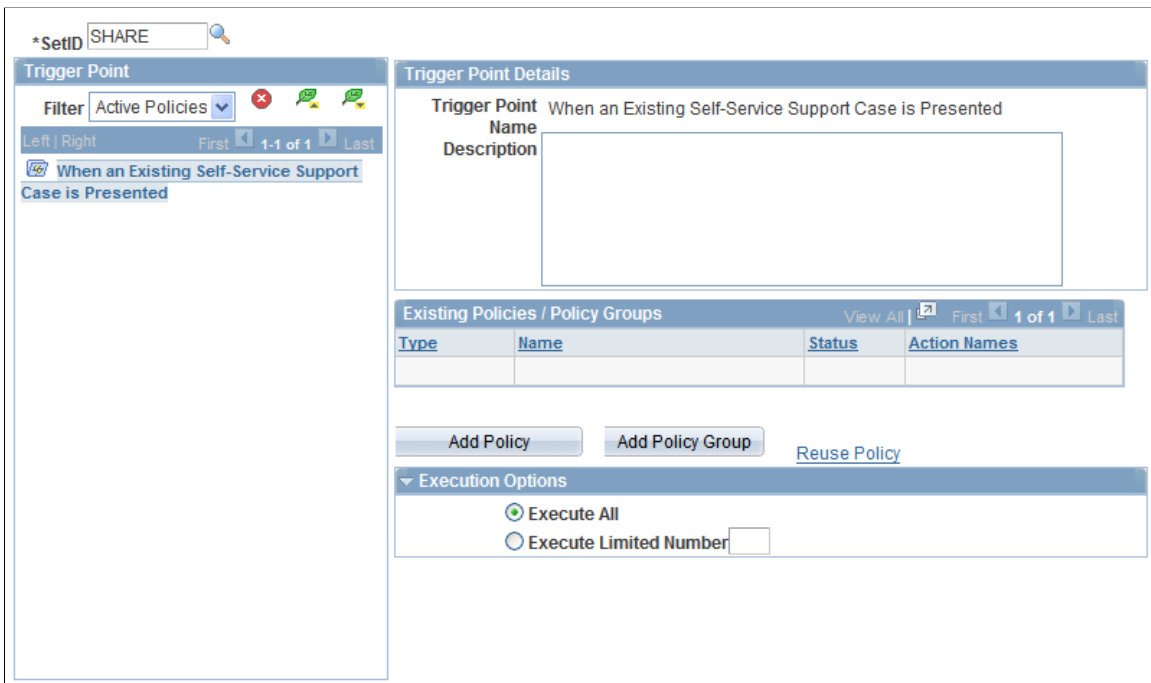 *SetID SHARE
Trigger Point
Filter Active Policies
Left | Right First 1-1 of 1 Last
When an Existing Self-Service Support
Case is Presented
Trigger Point Details
Trigger Point Name When an Existing Self-Service Support Case is Presented
Description
Existing Policies / Policy Groups View All | First 1 of 1 Last
Type Name Status Action Names
Add Policy Add Policy Group Reuse Policy
Execution Options
Execute All
Execute Limited Number